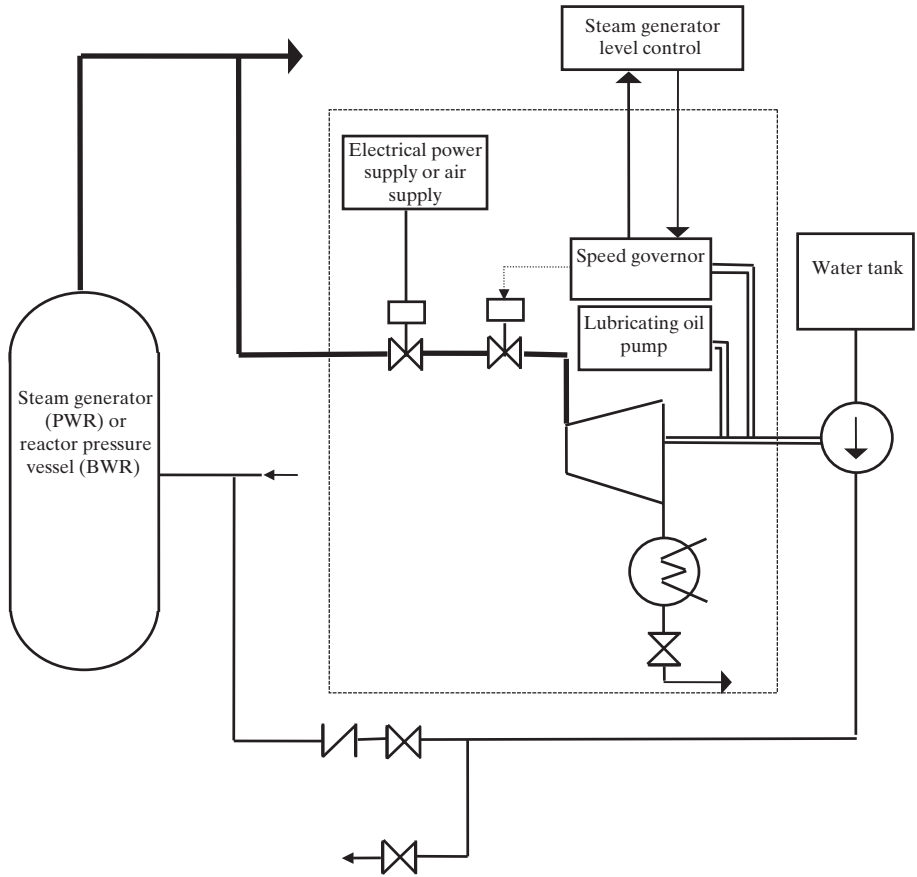 Steam generator
level control
Electrical power
supply or air
supply
Speed governor
Water tank
Lubricating oil
pump
Steam generator
(PWR) or
reactor pressure
vessel (BWR)